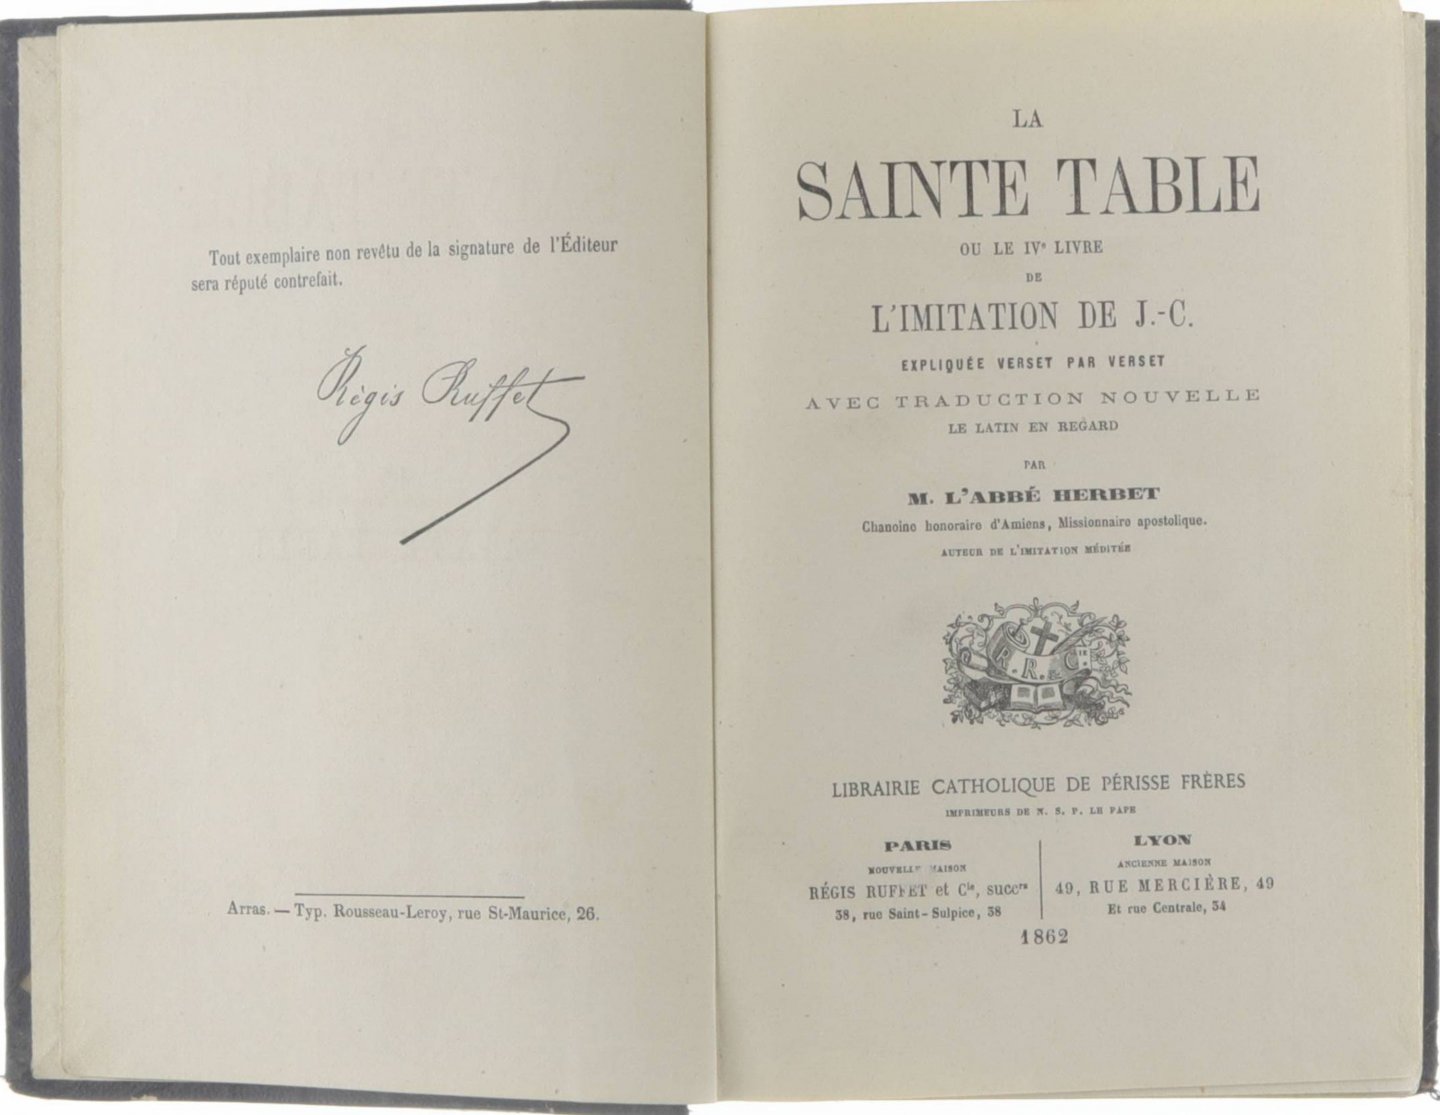 Tout exemplaire non revêtu de la signature de l'Éditeur
sera réputé contrefait.
Régis Ruffet
Arras. — Typ. Rousseau-Leroy, rue St-Maurice, 26.
LA
SAINTE TABLE
OU LE IVe LIVRE
DE
L'IMITATION DE J.-C.
EXPLIQUÉE VERSET PAR VERSET
AVEC TRADUCTION NOUVELLE
LE LATIN EN REGARD
PAR
M. L'ABBÉ HERBET
Chanoine honoraire d'Amiens, Missionnaire apostolique.
AUTEUR DE L'IMITATION MÉDITÉE
R. R. & CIE
LIBRAIRIE CATHOLIQUE DE PÉRISSE FRÈRES
IMPRIMEURS DE N. S. P. LE PAPE
PARIS
NOUVELLE MAISON
RÉGIS RUFFET et Cie, succrs
38, rue Saint-Sulpice, 38
LYON
ANCIENNE MAISON
49, RUE MERCIÈRE, 49
Et rue Centrale, 34
1862